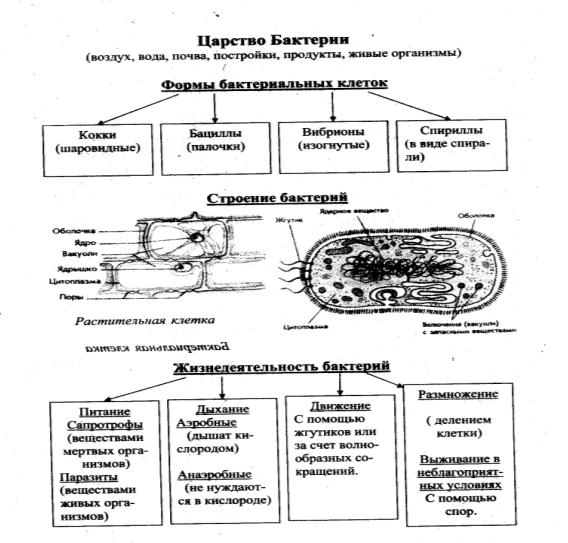 Царство Бактерии
(воздух, вода, почва, постройки, продукты, живые организмы)
Формы бактериальных клеток
Кокки
(шаровидные)
Бациллы
(палочки)
Вибрионы
(изогнутые)
Спириллы
(в виде спира-
ли)
Строение бактерий
Оболочка
Ядро
Вакуоли
Ядрышко
Цитоплазма
Поры
Растительная клетка
Жгутик
Ядерное вещество
Оболочка
Цитоплазма
Включения (вакуоли)
с запасными веществами
Бактериальная клетка
Жизнедеятельность бактерий
Питание
Сапротрофы
(веществами
мертвых орга-
низмов)
Паразиты
(веществами
живых орга-
низмов)
Дыхание
Аэробные
(дышат ки-
слородом)
Анаэробные
(не нуждают-
ся в кислороде)
Движение
С помощью
жгутиков или
за счет волно-
образных со-
кращений.
Размножение
( делением
клетки)
Выживание в
неблагоприят-
ных условиях
С помощью
спор.